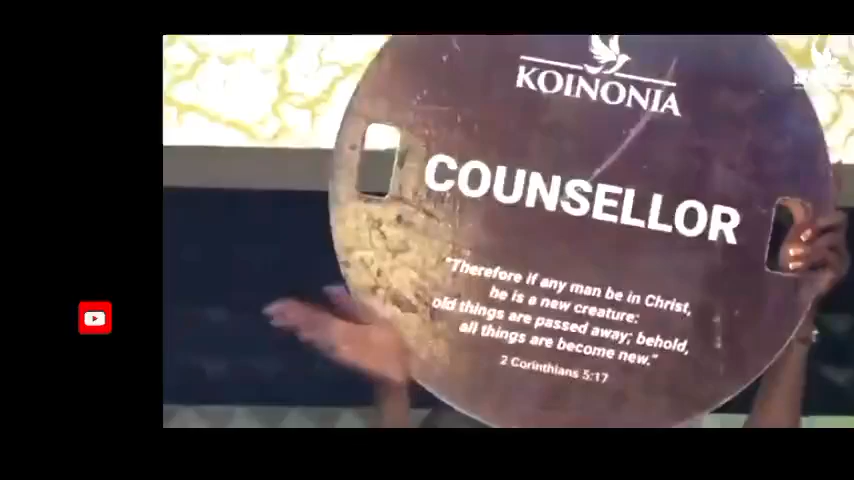 KOINONIA
COUNSELLOR
"Therefore if any man be in Christ,
he is a new creature:
old things are passed away; behold,
all things are become new."
2 Corinthians 5:17